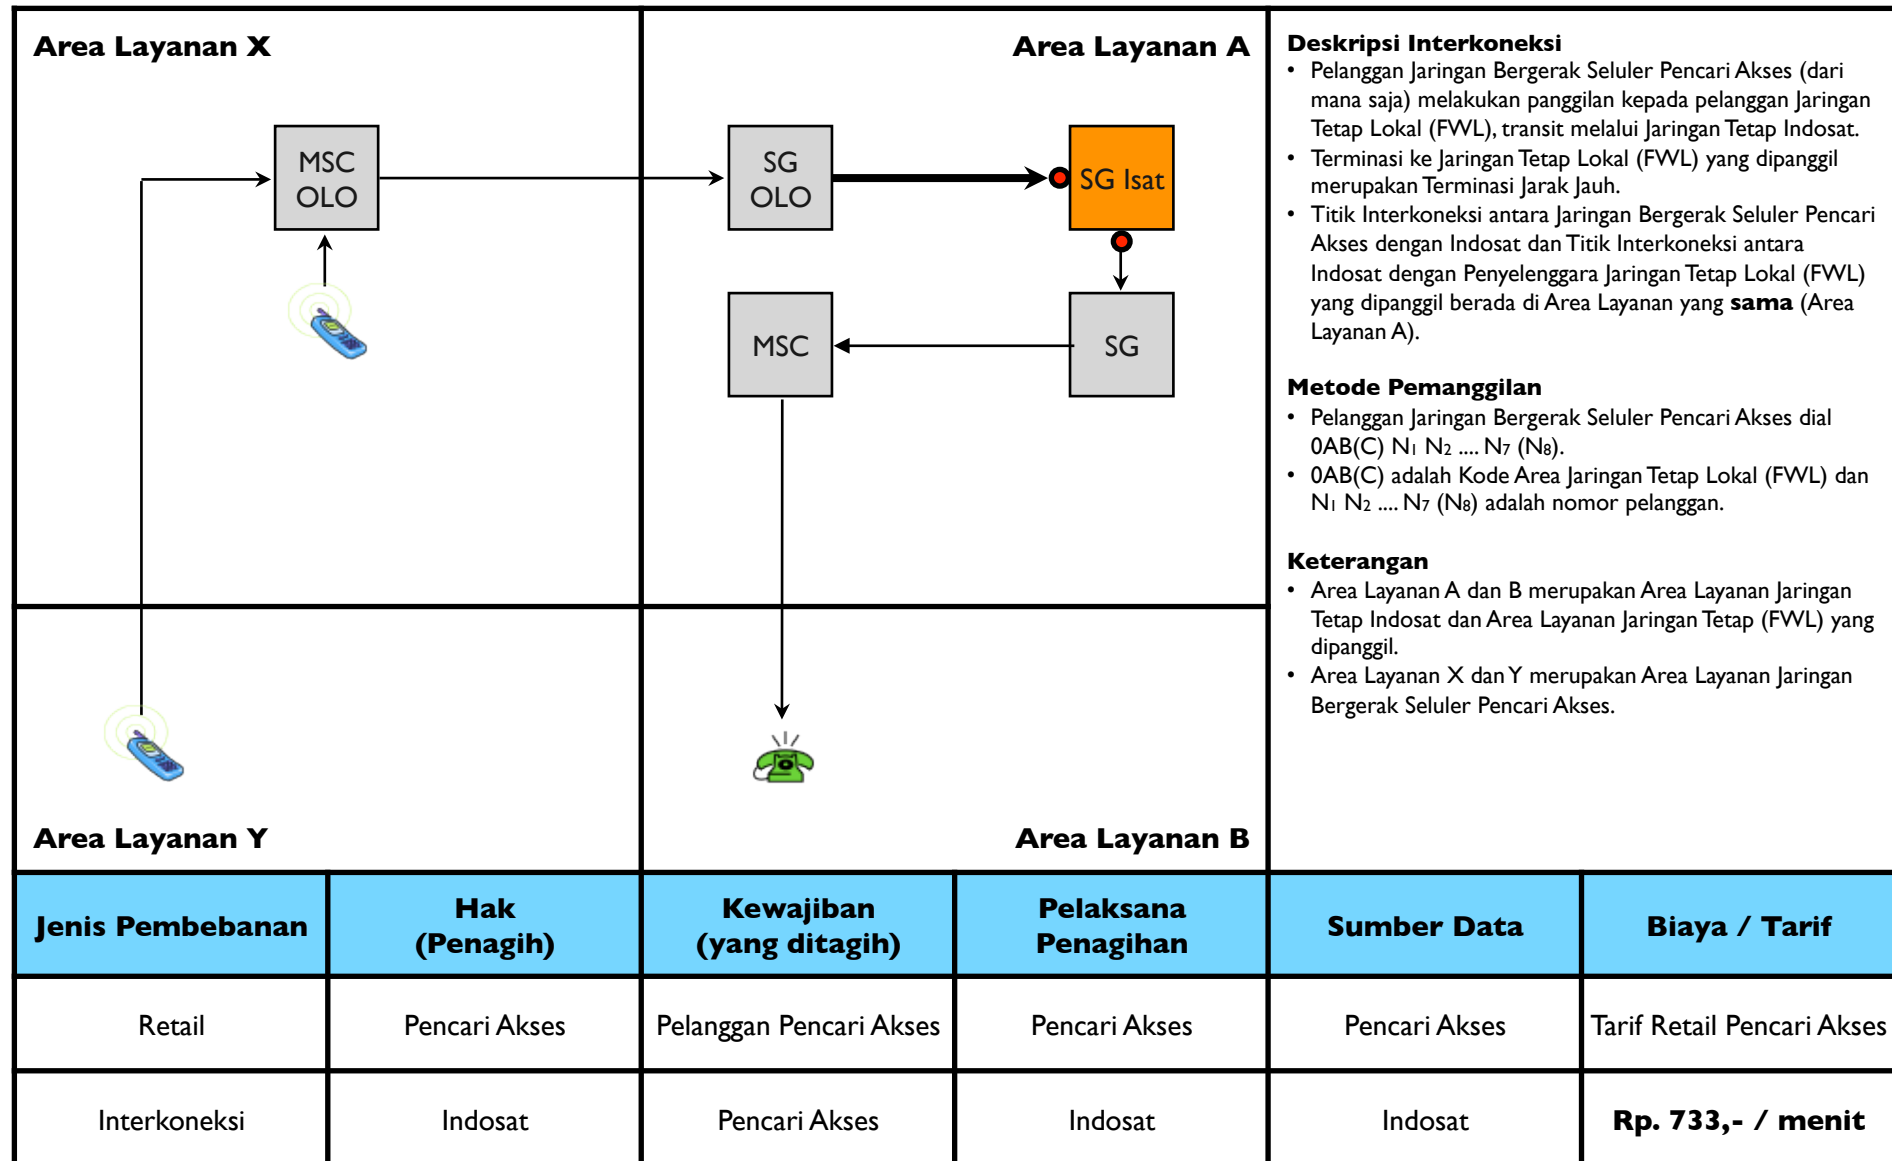 Area Layanan X
Area Layanan A
MSC
OLO
SG
OLO
SG Isat
MSC
SG
Area Layanan Y
Area Layanan B
Deskripsi Interkoneksi
• Pelanggan Jaringan Bergerak Seluler Pencari Akses (dari
mana saja) melakukan panggilan kepada pelanggan Jaringan
Tetap Lokal (FWL), transit melalui Jaringan Tetap Indosat.
• Terminasi ke Jaringan Tetap Lokal (FWL) yang dipanggil
merupakan Terminasi Jarak Jauh.
• Titik Interkoneksi antara Jaringan Bergerak Seluler Pencari
Akses dengan Indosat dan Titik Interkoneksi antara
Indosat dengan Penyelenggara Jaringan Tetap Lokal (FWL)
yang dipanggil berada di Area Layanan yang sama (Area
Layanan A).
Metode Pemanggilan
• Pelanggan Jaringan Bergerak Seluler Pencari Akses dial
0AB(C) N1 N2 .... N7 (N8).
• 0AB(C) adalah Kode Area Jaringan Tetap Lokal (FWL) dan
N1 N2 .... N7 (N8) adalah nomor pelanggan.
Keterangan
• Area Layanan A dan B merupakan Area Layanan Jaringan
Tetap Indosat dan Area Layanan Jaringan Tetap (FWL) yang
dipanggil.
• Area Layanan X dan Y merupakan Area Layanan Jaringan
Bergerak Seluler Pencari Akses.
Jenis Pembebanan
Hak
(Penagih)
Kewajiban
(yang ditagih)
Pelaksana
Penagihan
Sumber Data
Biaya / Tarif
Retail
Pencari Akses
Pelanggan Pencari Akses
Pencari Akses
Pencari Akses
Tarif Retail Pencari Akses
Interkoneksi
Indosat
Pencari Akses
Indosat
Indosat
Rp. 733,- / menit